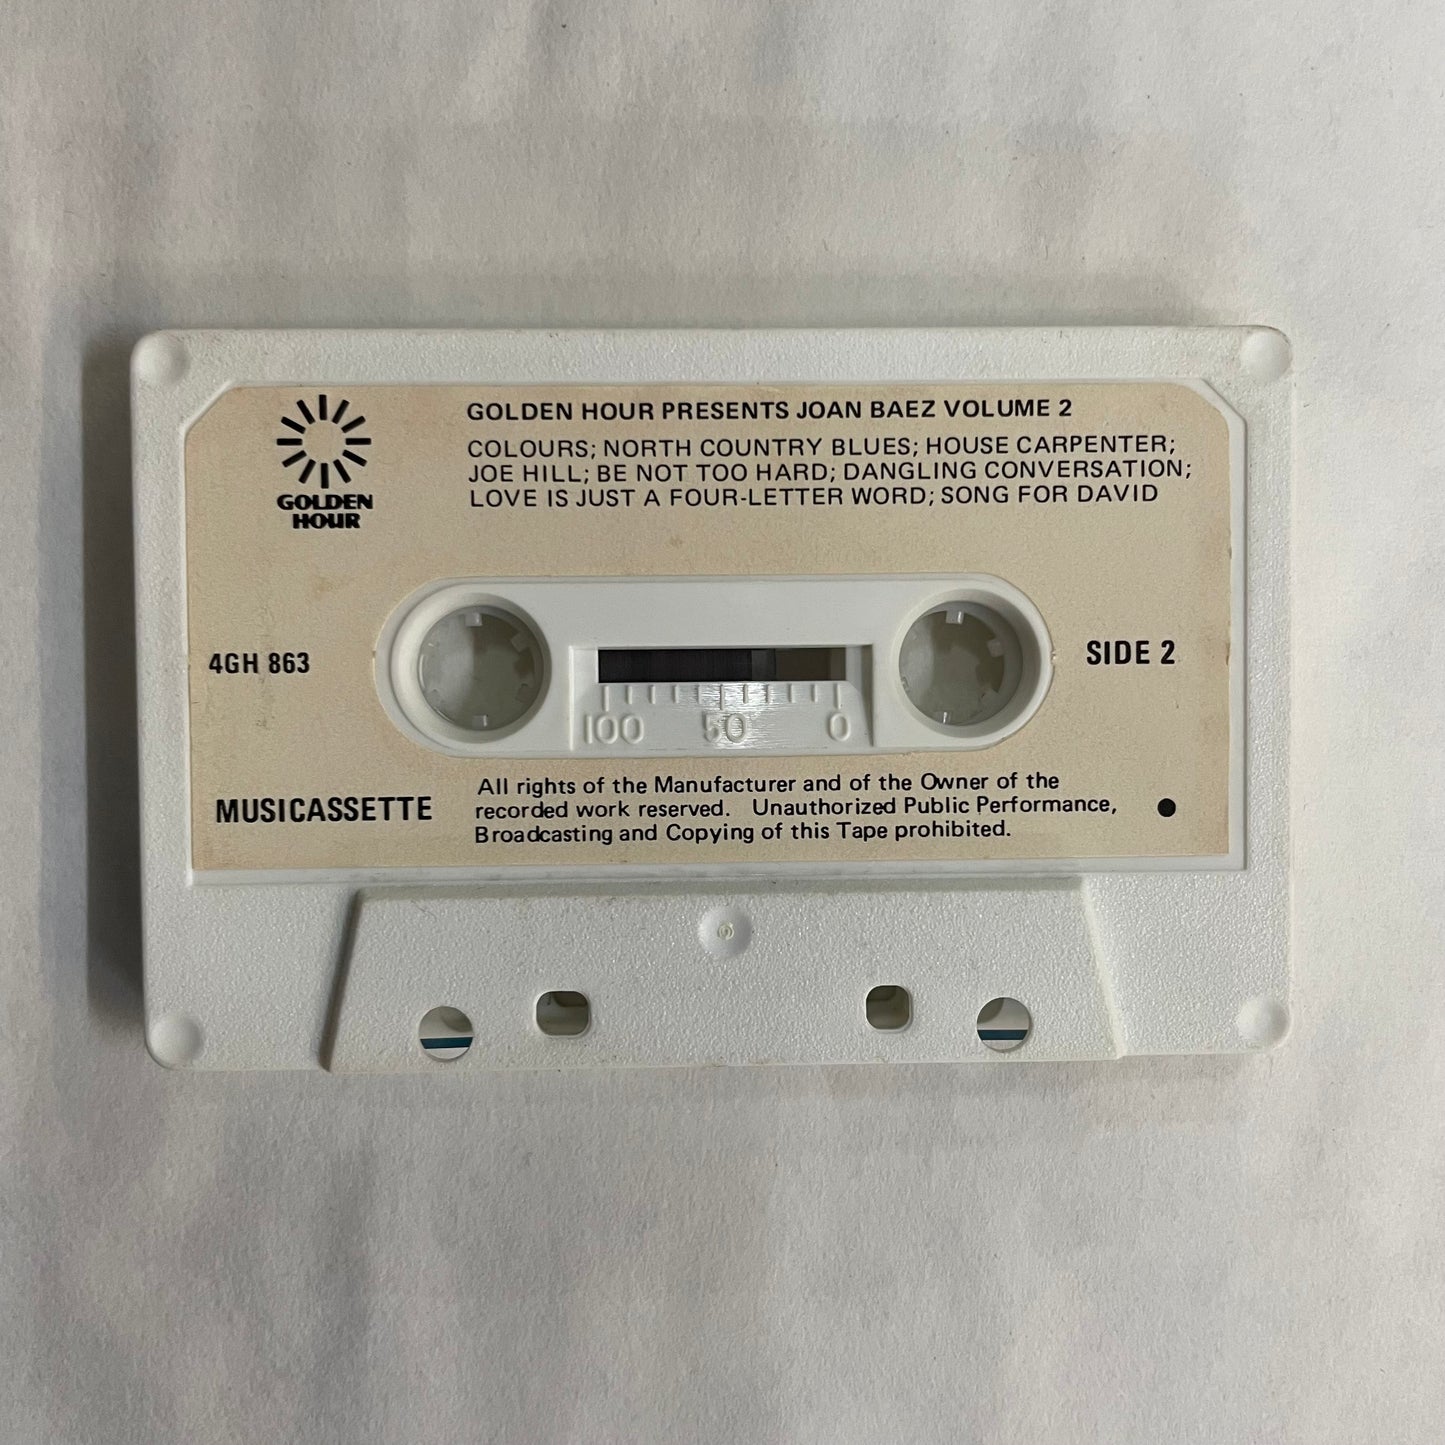 GOLDEN HOUR PRESENTS JOAN BAEZ VOLUME 2
COLOURS; NORTH COUNTRY BLUES; HOUSE CARPENTER;
JOE HILL; BE NOT TOO HARD; DANGLING CONVERSATION;
LOVE IS JUST A FOUR-LETTER WORD; SONG FOR DAVID
GOLDEN
HOUR
4GH 863
SIDE 2
100 50 0
MUSICASSETTE
All rights of the Manufacturer and of the Owner of the
recorded work reserved. Unauthorized Public Performance,
Broadcasting and Copying of this Tape prohibited.